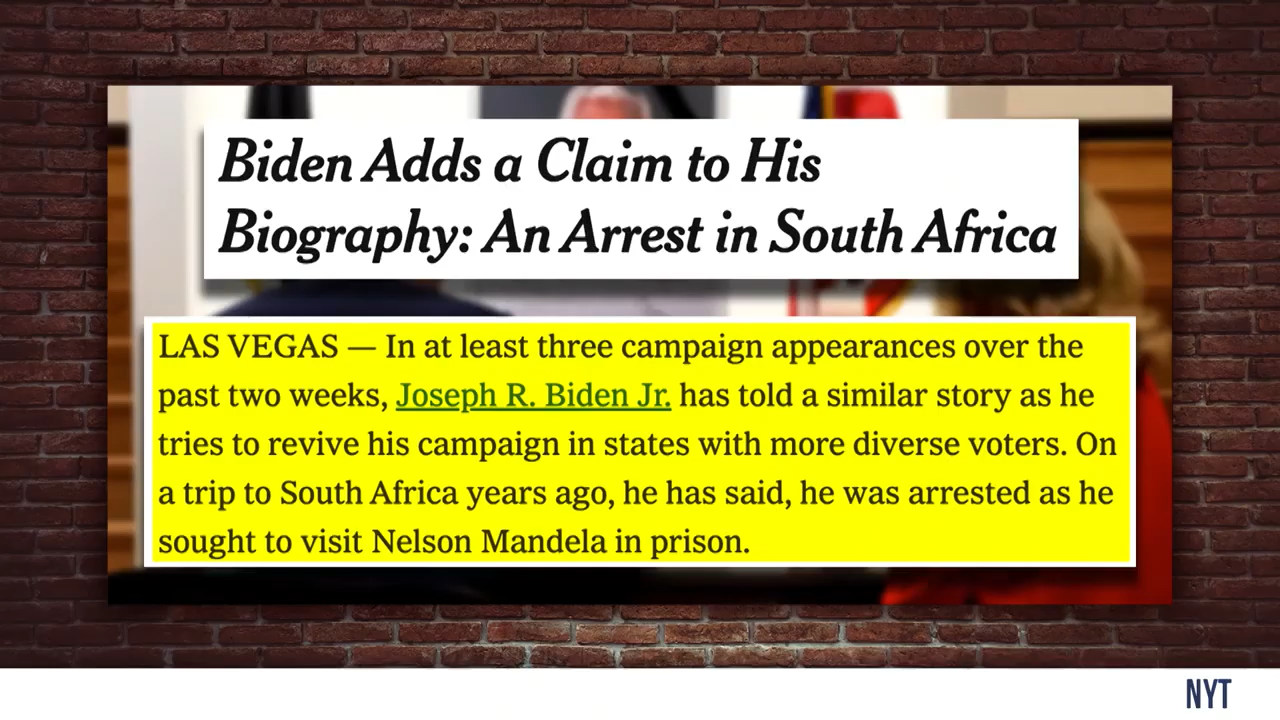 Biden Adds a Claim to His
Biography: An Arrest in South Africa
LAS VEGAS — In at least three campaign appearances over the
past two weeks, Joseph R. Biden Jr. has told a similar story as he
tries to revive his campaign in states with more diverse voters. On
a trip to South Africa years ago, he has said, he was arrested as he
sought to visit Nelson Mandela in prison.
NYT